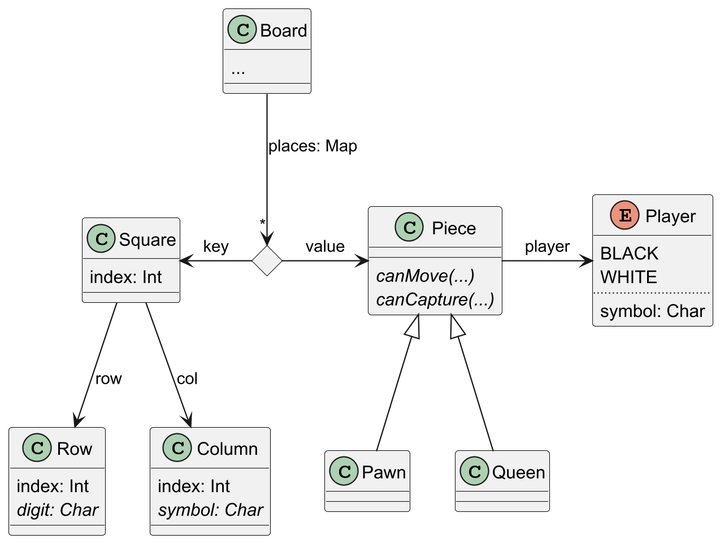 C Board
...
places: Map
*
C Square
index: Int
key
value
C Piece
canMove(...)
canCapture(...)
player
E Player
BLACK
WHITE
symbol: Char
row
col
C Row
index: Int
digit: Char
C Column
index: Int
symbol: Char
C Pawn
C Queen